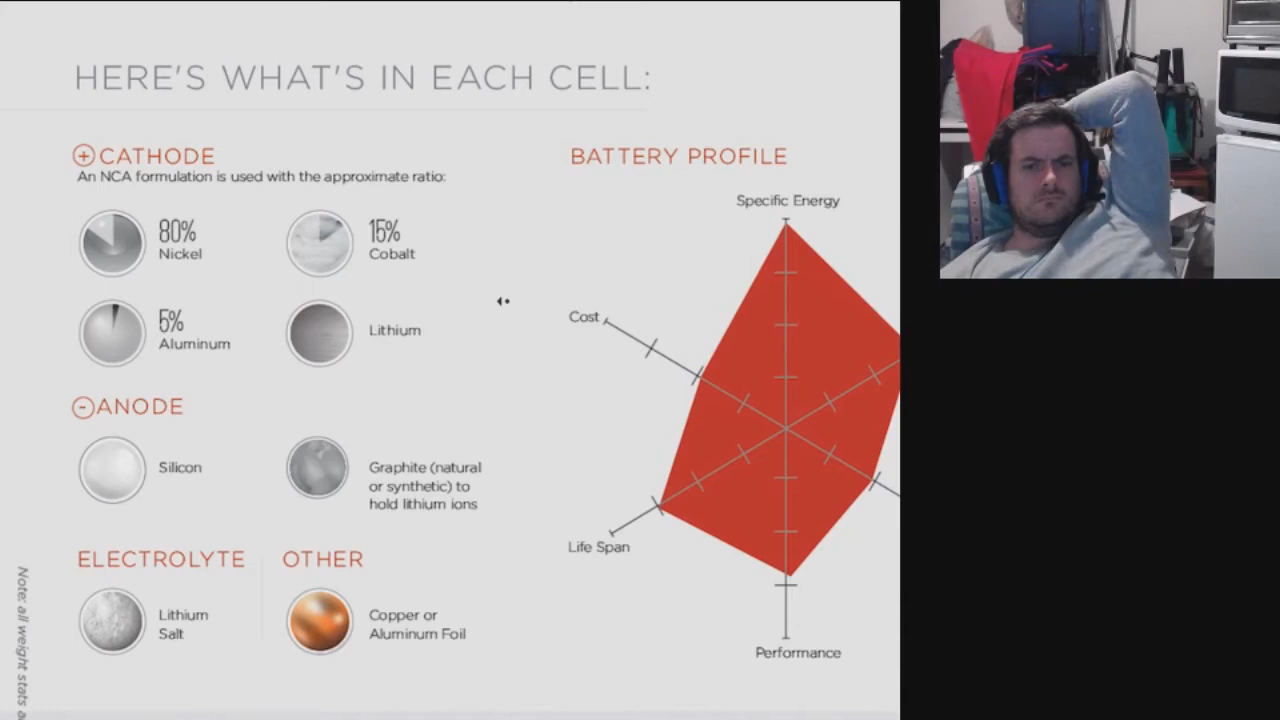 HERE'S WHAT'S IN EACH CELL:
+ CATHODE
An NCA formulation is used with the approximate ratio:
80%
Nickel
15%
Cobalt
5%
Aluminum
Lithium
- ANODE
Silicon
Graphite (natural
or synthetic) to
hold lithium ions
ELECTROLYTE
Lithium
Salt
OTHER
Copper or
Aluminum Foil
BATTERY PROFILE
Specific Energy
Cost
Life Span
Performance
Note: all weight stats